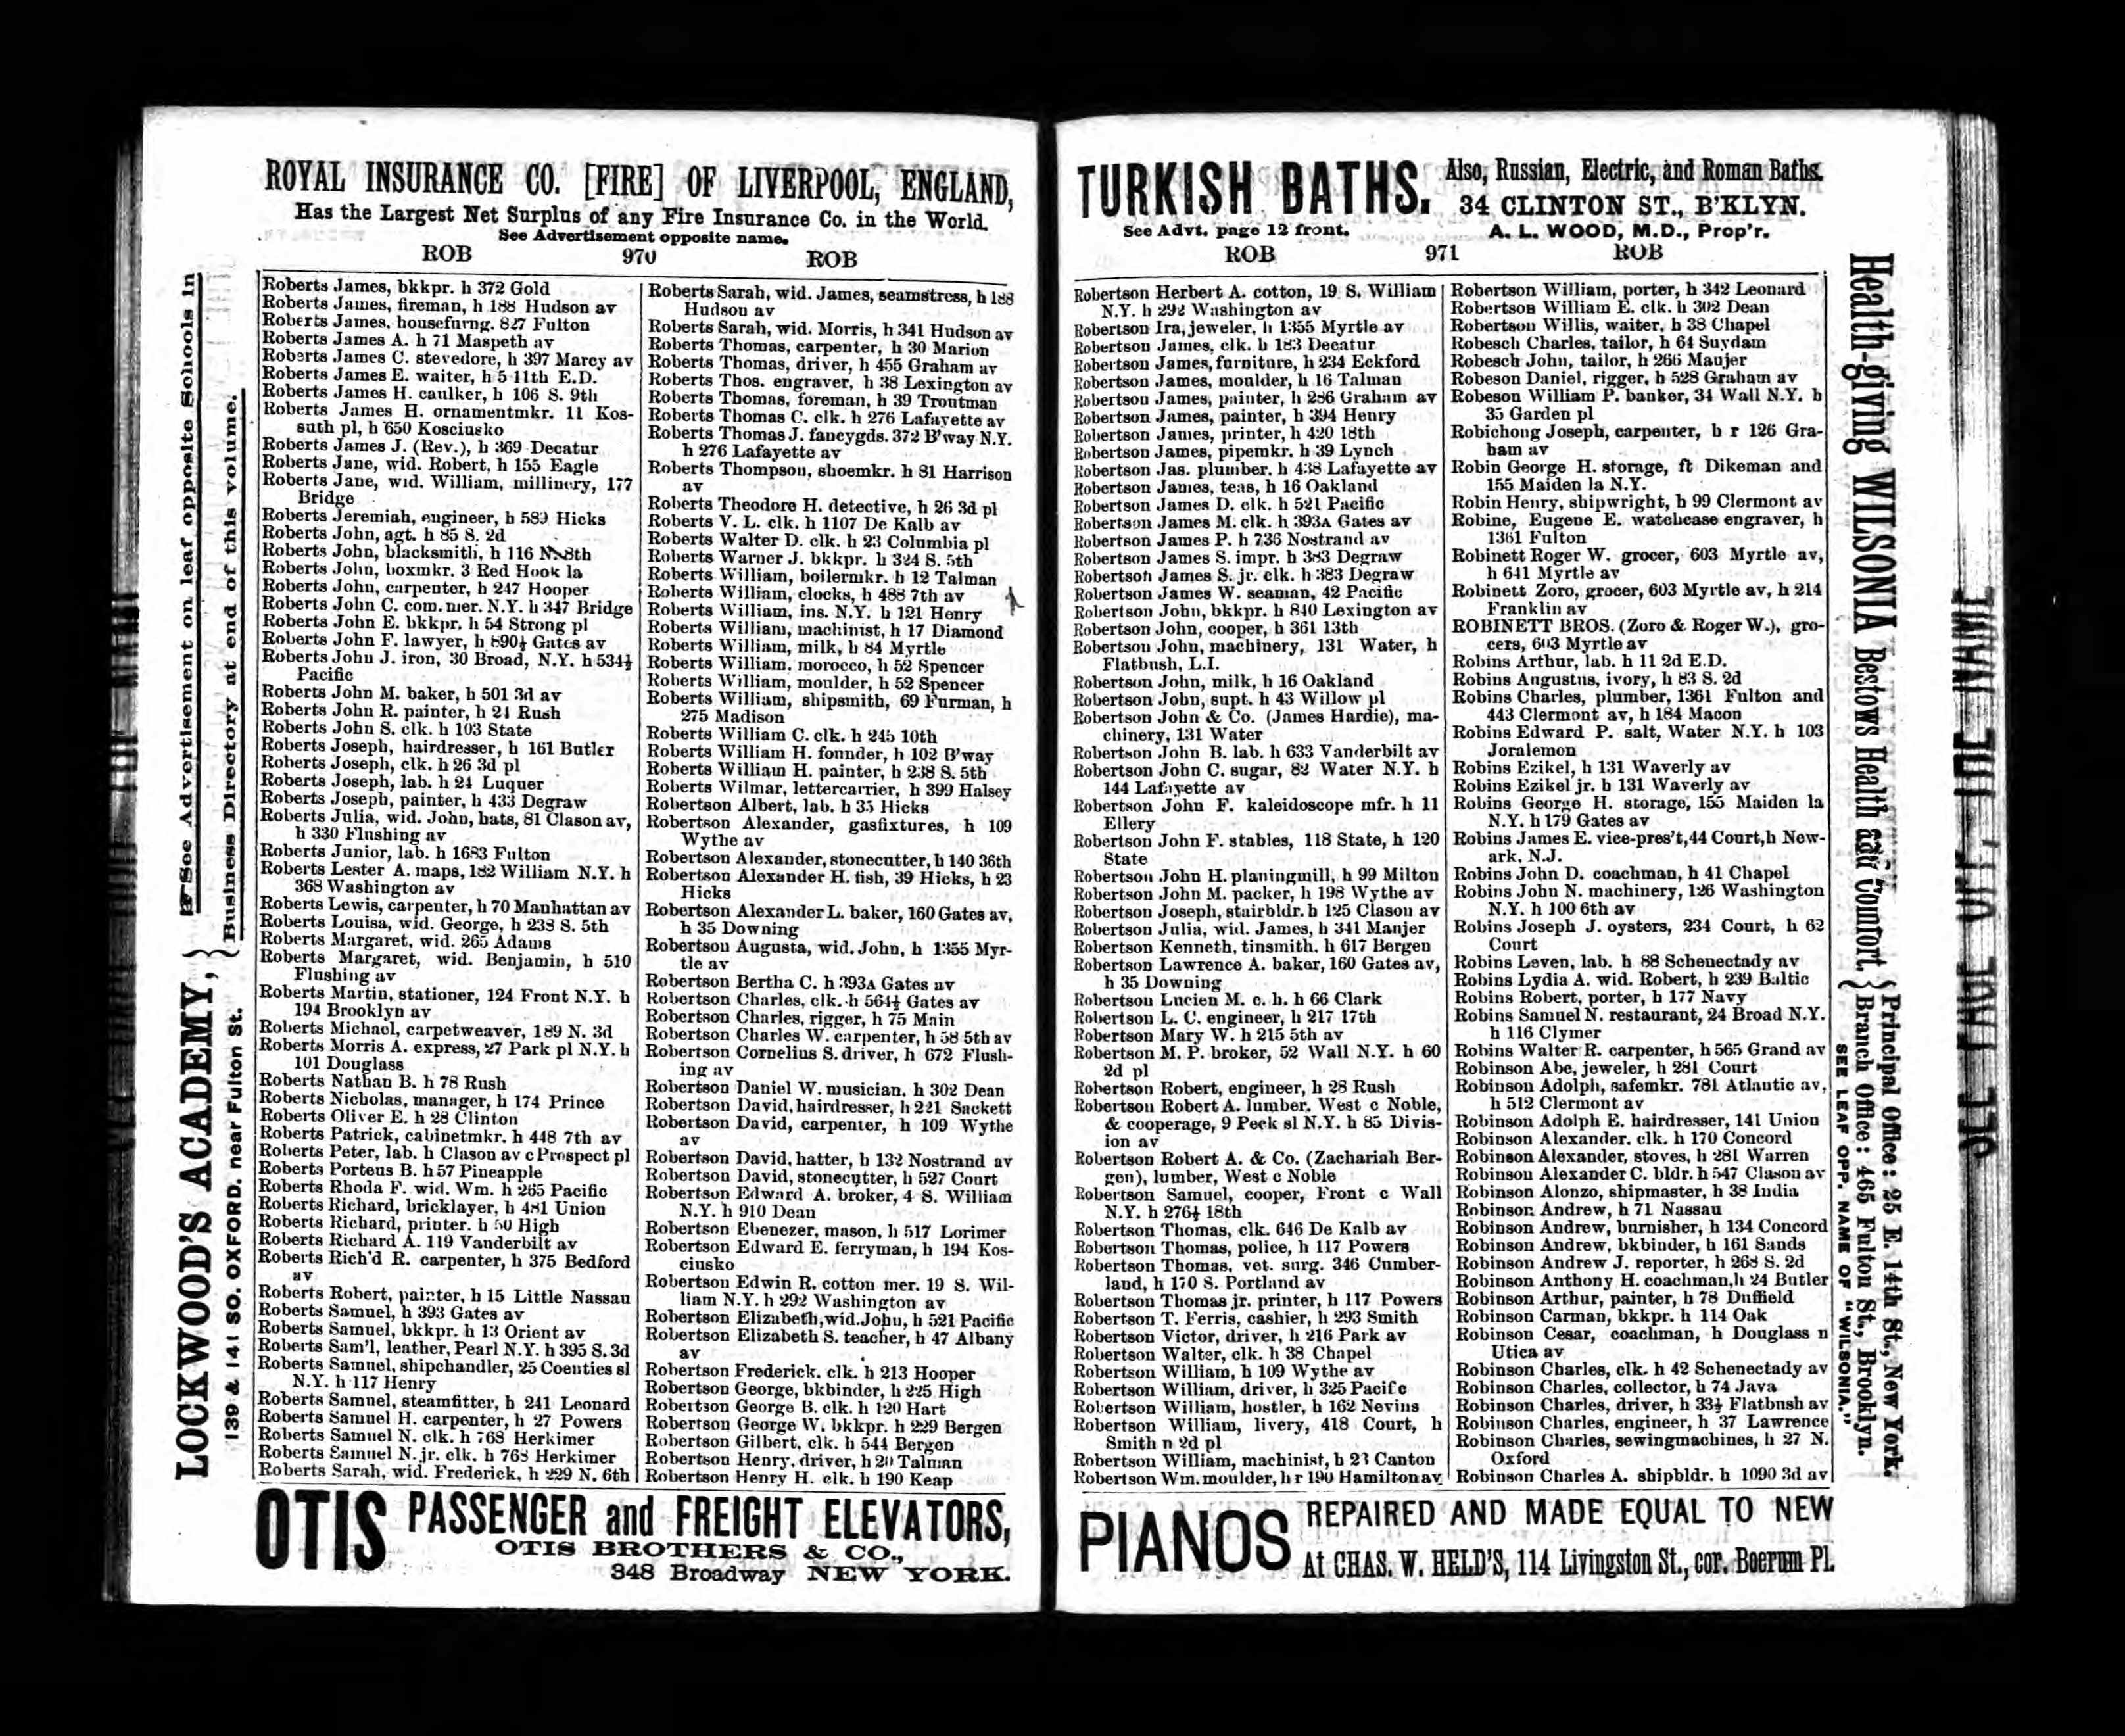 ROYAL INSURANCE CO. [FIRE] OF LIVERPOOL, ENGLAND,
Has the Largest Net Surplus of any Fire Insurance Co. in the World.
See Advertisement opposite name.
ROB 970 ROB
Roberts James, bkkpr. h 372 Gold
Roberts James, fireman, h 188 Hudson av
Roberts James, housefurng. 827 Fulton
Roberts James A. h 71 Maspeth av
Roberts James C. stevedore, h 397 Marcy av
Roberts James E. waiter, h 5 11th E.D.
Roberts James H. caulker, h 106 S. 9th
Roberts James H. ornamentmkr. 11 Kos-
suth pl, h 650 Kosciusko
Roberts James J. (Rev.), h 369 Decatur
Roberts Jane, wid. Robert, h 155 Eagle
Roberts Jane, wid. William, millinery, 177
Bridge
Roberts Jeremiah, engineer, h 589 Hicks
Roberts John, agt. h 85 S. 2d
Roberts John, blacksmith, h 116 N. 8th
Roberts John, boxmkr. 3 Red Hook la
Roberts John, carpenter, h 247 Hooper
Roberts John C. com. mer. N.Y. h 347 Bridge
Roberts John E. bkkpr. h 54 Strong pl
Roberts John F. lawyer, h 890½ Gates av
Roberts John J. iron, 30 Broad, N.Y. h 534½
Pacific
Roberts John M. baker, h 501 3d av
Roberts John R. painter, h 21 Rush
Roberts John S. clk. h 103 State
Roberts Joseph, hairdresser, h 161 Butler
Roberts Joseph, clk. h 26 3d pl
Roberts Joseph, lab. h 24 Luquer
Roberts Joseph, painter, h 433 Degraw
Roberts Julia, wid. John, hats, 81 Clason av,
h 330 Flushing av
Roberts Junior, lab. h 1683 Fulton
Roberts Lester A. maps, 182 William N.Y. h
368 Washington av
Roberts Lewis, carpenter, h 70 Manhattan av
Roberts Louisa, wid. George, h 233 S. 5th
Roberts Margaret, wid. 265 Adams
Roberts Margaret, wid. Benjamin, h 510
Flushing av
Roberts Martin, stationer, 124 Front N.Y. h
194 Brooklyn av
Roberts Michael, carpetweaver, 189 N. 3d
Roberts Morris A. express, 27 Park pl N.Y. h
101 Douglass
Roberts Nathan B. h 78 Rush
Roberts Nicholas, manager, h 174 Prince
Roberts Oliver E. h 28 Clinton
Roberts Patrick, cabinetmkr. h 448 7th av
Roberts Peter, lab. h Clason av c Prospect pl
Roberts Porteus B. h 57 Pineapple
Roberts Rhoda F. wid. Wm. h 265 Pacific
Roberts Richard, bricklayer, h 481 Union
Roberts Richard, printer. h 50 High
Roberts Richard A. 119 Vanderbilt av
Roberts Rich'd R. carpenter, h 375 Bedford
av
Roberts Robert, painter, h 15 Little Nassau
Roberts Samuel, h 393 Gates av
Roberts Samuel, bkkpr. h 13 Orient av
Roberts Sam'l, leather, Pearl N.Y. h 395 S. 3d
Roberts Samuel, shipchandler, 25 Coenties sl
N.Y. h 117 Henry
Roberts Samuel, steamfitter, h 241 Leonard
Roberts Samuel H. carpenter, h 27 Powers
Roberts Samuel N. clk. h 768 Herkimer
Roberts Samuel N. jr. clk. h 768 Herkimer
Roberts Sarah, wid. Frederick, h 229 N. 6th
Roberts Sarah, wid. James, seamstress, h 188
Hudson av
Roberts Sarah, wid. Morris, h 341 Hudson av
Roberts Thomas, carpenter, h 30 Marion
Roberts Thomas, driver, h 455 Graham av
Roberts Thos. engraver, h 38 Lexington av
Roberts Thomas, foreman, h 39 Troutman
Roberts Thomas C. clk. h 276 Lafayette av
Roberts Thomas J. fancygds. 372 B'way N.Y.
h 276 Lafayette av
Roberts Thompson, shoemkr. h 81 Harrison
av
Roberts Theodore H. detective, h 26 3d pl
Roberts V. L. clk. h 1107 De Kalb av
Roberts Walter D. clk. h 23 Columbia pl
Roberts Warner J. bkkpr. h 324 S. 5th
Roberts William, boilermkr. h 12 Talman
Roberts William, clocks, h 488 7th av
Roberts William, ins. N.Y. h 121 Henry
Roberts William, machinist, h 17 Diamond
Roberts William, milk, h 84 Myrtle
Roberts William, morocco, h 52 Spencer
Roberts William, moulder, h 52 Spencer
Roberts William, shipsmith, 69 Furman, h
275 Madison
Roberts William C. clk. h 245 10th
Roberts William H. founder, h 102 B'way
Roberts William H. painter, h 238 S. 5th
Roberts Wilmar, lettercarrier, h 399 Halsey
Robertson Albert, lab. h 35 Hicks
Robertson Alexander, gasfixtures, h 109
Wythe av
Robertson Alexander, stonecutter, h 140 36th
Robertson Alexander H. fish, 39 Hicks, h 23
Hicks
Robertson Alexander L. baker, 160 Gates av,
h 35 Downing
Robertson Augusta, wid. John, h 1355 Myr-
tle av
Robertson Bertha C. h 393A Gates av
Robertson Charles, clk. h 564½ Gates av
Robertson Charles, rigger, h 75 Main
Robertson Charles W. carpenter, h 58 5th av
Robertson Cornelius S. driver, h 672 Flush-
ing av
Robertson Daniel W. musician, h 302 Dean
Robertson David, hairdresser, h 221 Sackett
Robertson David, carpenter, h 109 Wythe
av
Robertson David, hatter, h 132 Nostrand av
Robertson David, stonecutter, h 527 Court
Robertson Edward A. broker, 4 S. William
N.Y. h 910 Dean
Robertson Ebenezer, mason, h 517 Lorimer
Robertson Edward E. ferryman, h 194 Kos-
ciusko
Robertson Edwin R. cotton mer. 19 S. Wil-
liam N.Y. h 292 Washington av
Robertson Elizabeth, wid. John, h 521 Pacific
Robertson Elizabeth S. teacher, h 47 Albany
av
Robertson Frederick, clk. h 213 Hooper
Robertson George, bkbinder, h 225 High
Robertson George B. clk. h 120 Hart
Robertson George W. bkkpr. h 229 Bergen
Robertson Gilbert, clk. h 544 Bergen
Robertson Henry, driver, h 20 Talman
Robertson Henry H. clk. h 190 Keap
LOCKWOOD'S ACADEMY,
139 & 141 SO. OXFORD. near Fulton St.
☞See Advertisement on leaf opposite Schools in
Business Directory at end of this volume.
OTIS PASSENGER and FREIGHT ELEVATORS,
OTIS BROTHERS & CO.,
348 Broadway NEW YORK.
TURKISH BATHS. Also, Russian, Electric, and Roman Baths.
34 CLINTON ST., B'KLYN.
See Advt. page 12 front. A. L. WOOD, M.D., Prop'r.
ROB 971 ROB
Robertson Herbert A. cotton, 19 S. William
N.Y. h 292 Washington av
Robertson Ira, jeweler, h 1355 Myrtle av
Robertson James, clk. h 183 Decatur
Robertson James, furniture, h 234 Eckford
Robertson James, moulder, h 16 Talman
Robertson James, painter, h 286 Graham av
Robertson James, painter, h 394 Henry
Robertson James, printer, h 420 18th
Robertson James, pipemkr. h 39 Lynch
Robertson Jas. plumber. h 438 Lafayette av
Robertson James, teas, h 16 Oakland
Robertson James D. clk. h 521 Pacific
Robertson James M. clk. h 393A Gates av
Robertson James P. h 736 Nostrand av
Robertson James S. impr. h 383 Degraw
Robertson James S. jr. clk. h 383 Degraw
Robertson James W. seaman, 42 Pacific
Robertson John, bkkpr. h 840 Lexington av
Robertson John, cooper, h 361 13th
Robertson John, machinery, 131 Water, h
Flatbush, L.I.
Robertson John, milk, h 16 Oakland
Robertson John, supt. h 43 Willow pl
Robertson John & Co. (James Hardie), ma-
chinery, 131 Water
Robertson John B. lab. h 633 Vanderbilt av
Robertson John C. sugar, 82 Water N.Y. h
144 Lafayette av
Robertson John F. kaleidoscope mfr. h 11
Ellery
Robertson John F. stables, 118 State, h 120
State
Robertson John H. planingmill, h 99 Milton
Robertson John M. packer, h 198 Wythe av
Robertson Joseph, stairbldr. h 125 Clason av
Robertson Julia, wid. James, h 341 Maujer
Robertson Kenneth, tinsmith, h 617 Bergen
Robertson Lawrence A. baker, 160 Gates av,
h 35 Downing
Robertson Lucien M. c. h. h 66 Clark
Robertson L. C. engineer, h 217 17th
Robertson Mary W. h 215 5th av
Robertson M. P. broker, 52 Wall N.Y. h 60
2d pl
Robertson Robert, engineer, h 28 Rush
Robertson Robert A. lumber. West c Noble,
& cooperage, 9 Peck sl N.Y. h 85 Divis-
ion av
Robertson Robert A. & Co. (Zachariah Ber-
gen), lumber, West c Noble
Robertson Samuel, cooper, Front c Wall
N.Y. h 276½ 18th
Robertson Thomas, clk. 646 De Kalb av
Robertson Thomas, police, h 117 Powers
Robertson Thomas, vet. surg. 346 Cumber-
land, h 170 S. Portland av
Robertson Thomas jr. printer, h 117 Powers
Robertson T. Ferris, cashier, h 293 Smith
Robertson Victor, driver, h 216 Park av
Robertson Walter, clk. h 38 Chapel
Robertson William, h 109 Wythe av
Robertson William, driver, h 325 Pacific
Robertson William, hostler, h 162 Nevins
Robertson William, livery, 418 Court, h
Smith n 2d pl
Robertson William, machinist, h 23 Canton
Robertson Wm. moulder, h r 190 Hamilton av
Robertson William, porter, h 342 Leonard
Robertson William E. clk. h 302 Dean
Robertson Willis, waiter, h 38 Chapel
Robesch Charles, tailor, h 64 Suydam
Robesch John, tailor, h 266 Maujer
Robeson Daniel, rigger, h 528 Graham av
Robeson William P. banker, 34 Wall N.Y. h
35 Garden pl
Robichong Joseph, carpenter, h r 126 Gra-
ham av
Robin George H. storage, ft Dikeman and
155 Maiden la N.Y.
Robin Henry, shipwright, h 99 Clermont av
Robine, Eugene E. watchcase engraver, h
1361 Fulton
Robinett Roger W. grocer, 603 Myrtle av,
h 641 Myrtle av
Robinett Zoro, grocer, 603 Myrtle av, h 214
Franklin av
ROBINETT BROS. (Zoro & Roger W.), gro-
cers, 603 Myrtle av
Robins Arthur, lab. h 11 2d E.D.
Robins Augustus, ivory, h 83 S. 2d
Robins Charles, plumber, 1361 Fulton and
443 Clermont av, h 184 Macon
Robins Edward P. salt, Water N.Y. h 103
Joralemon
Robins Ezikel, h 131 Waverly av
Robins Ezikel jr. h 131 Waverly av
Robins George H. storage, 155 Maiden la
N.Y. h 179 Gates av
Robins James E. vice-pres't, 44 Court, h New-
ark, N.J.
Robins John D. coachman, h 41 Chapel
Robins John N. machinery, 126 Washington
N.Y. h 100 6th av
Robins Joseph J. oysters, 234 Court, h 62
Court
Robins Leven, lab. h 88 Schenectady av
Robins Lydia A. wid. Robert, h 239 Baltic
Robins Robert, porter, h 177 Navy
Robins Samuel N. restaurant, 24 Broad N.Y.
h 116 Clymer
Robins Walter R. carpenter, h 565 Grand av
Robinson Abe, jeweler, h 281 Court
Robinson Adolph, safemkr. 781 Atlantic av,
h 512 Clermont av
Robinson Adolph E. hairdresser, 141 Union
Robinson Alexander, clk. h 170 Concord
Robinson Alexander, stoves, h 281 Warren
Robinson Alexander C. bldr. h 547 Clason av
Robinson Alonzo, shipmaster, h 38 India
Robinson Andrew, h 71 Nassau
Robinson Andrew, burnisher, h 134 Concord
Robinson Andrew, bkbinder, h 161 Sands
Robinson Andrew J. reporter, h 268 S. 2d
Robinson Anthony H. coachman, h 24 Butler
Robinson Arthur, painter, h 78 Duffield
Robinson Carman, bkkpr. h 114 Oak
Robinson Cesar, coachman, h Douglass n
Utica av
Robinson Charles, clk. h 42 Schenectady av
Robinson Charles, collector, h 74 Java
Robinson Charles, driver, h 33½ Flatbush av
Robinson Charles, engineer, h 37 Lawrence
Robinson Charles, sewingmachines, h 27 N.
Oxford
Robinson Charles A. shipbldr. h 1090 3d av
Health-giving WILSONIA Bestows Health and Comfort.
Principal Office: 25 E. 14th St., New York.
Branch Office: 465 Fulton St., Brooklyn.
SEE LEAF OPP. NAME OF "WILSONIA."
PIANOS REPAIRED AND MADE EQUAL TO NEW
At CHAS. W. HELD'S, 114 Livingston St., cor. Boerum Pl.